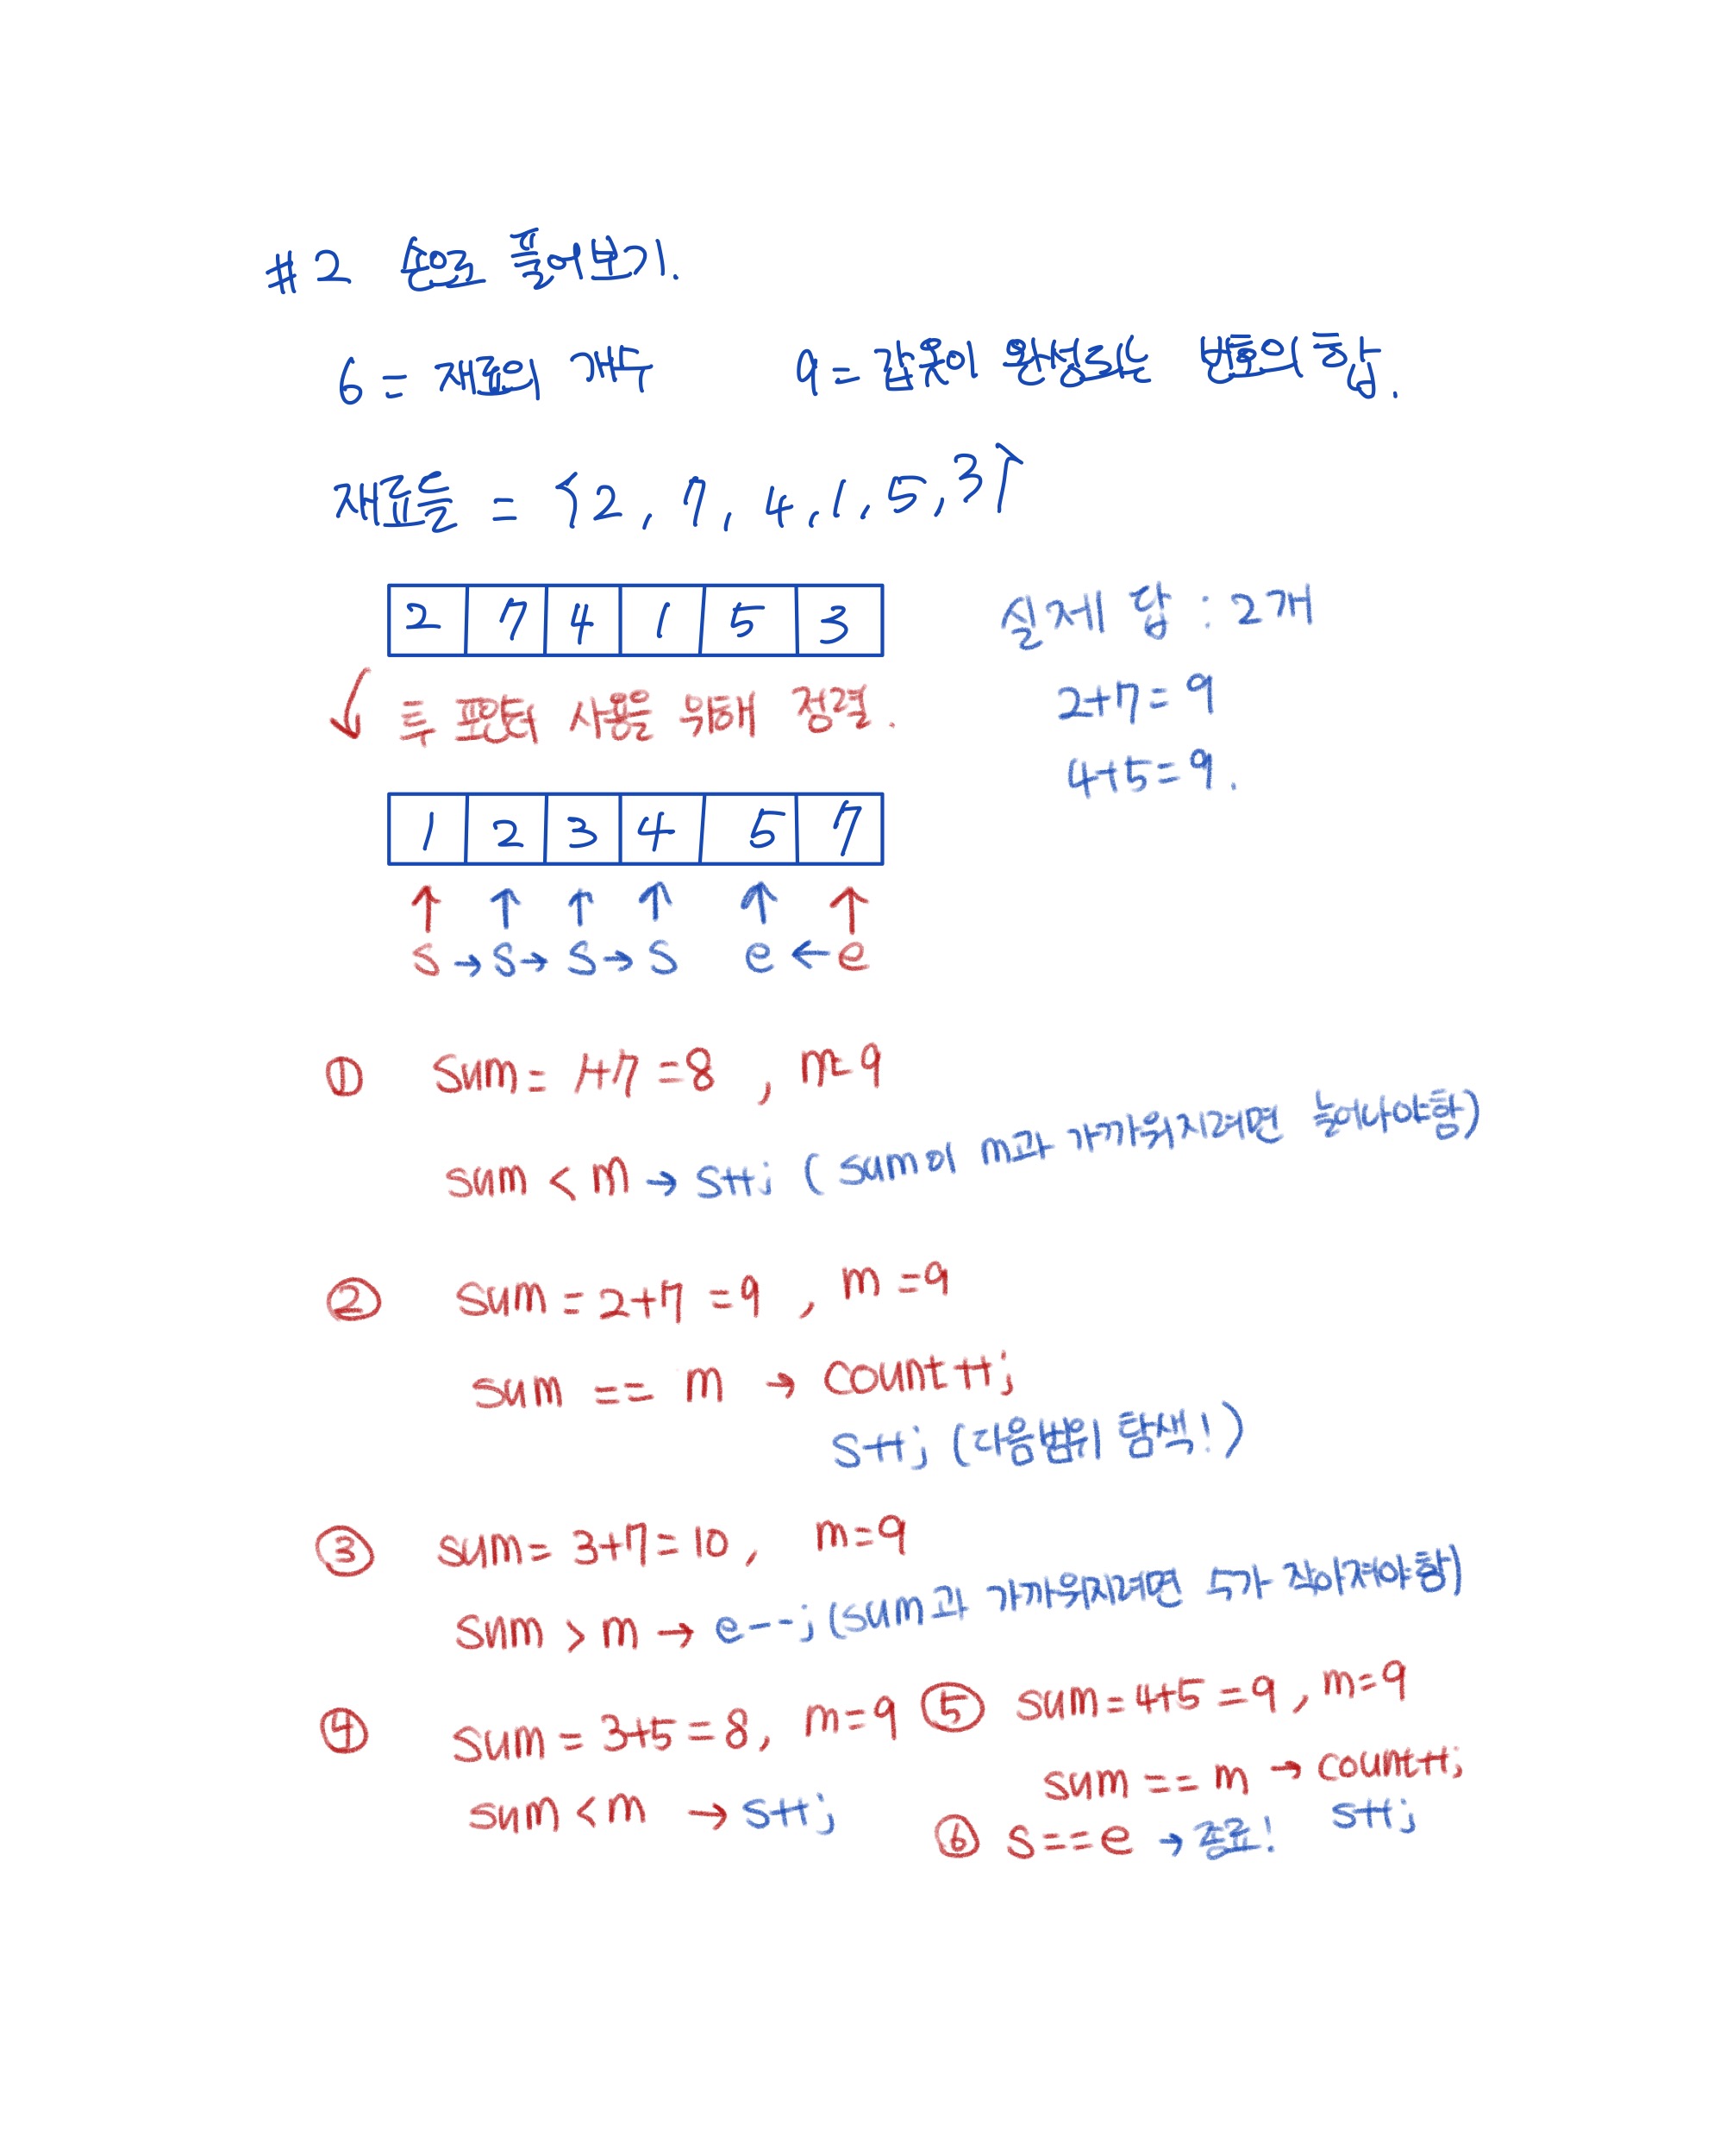 #2 손으로 풀어보기.
6 = 재료의 개수 9 = 갑옷이 완성되는 번호의 합.
재료들 = {2, 7, 4, 1, 5, 3}
2 7 4 1 5 3
실제 답 : 2개
↙ 투 포인터 사용을 위해 정렬.
2+7=9
4+5=9.
1 2 3 4 5 7
↑ ↑ ↑ ↑ ↑ ↑
s → s → s → s e ← e
① sum = 1+7 = 8 , m=9
sum < m → s++; (sum이 m과 가까워지려면 늘어나야함)
② sum = 2+7 = 9 , m = 9
sum == m → count++;
s++; (다음범위 탐색!)
③ sum = 3+7 = 10 , m=9
sum > m → e--; (sum과 가까워지려면 수가 작아져야함)
④ sum = 3+5 = 8, m=9
sum < m → s++;
⑤ sum = 4+5 = 9, m=9
sum == m → count++;
s++;
⑥ s==e → 종료!